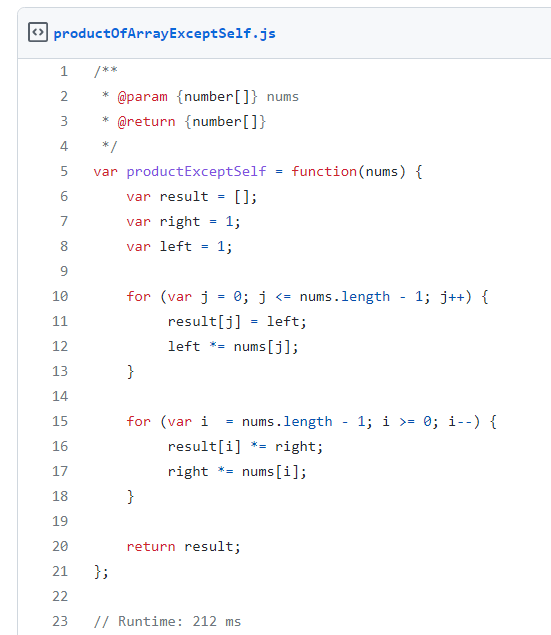 productOfArrayExceptSelf.js
1 /**
2  * @param {number[]} nums
3  * @return {number[]}
4  */
5 var productExceptSelf = function(nums) {
6     var result = [];
7     var right = 1;
8     var left = 1;
9
10     for (var j = 0; j <= nums.length - 1; j++) {
11          result[j] = left;
12          left *= nums[j];
13     }
14
15     for (var i  = nums.length - 1; i >= 0; i--) {
16          result[i] *= right;
17          right *= nums[i];
18     }
19
20     return result;
21 };
22
23 // Runtime: 212 ms